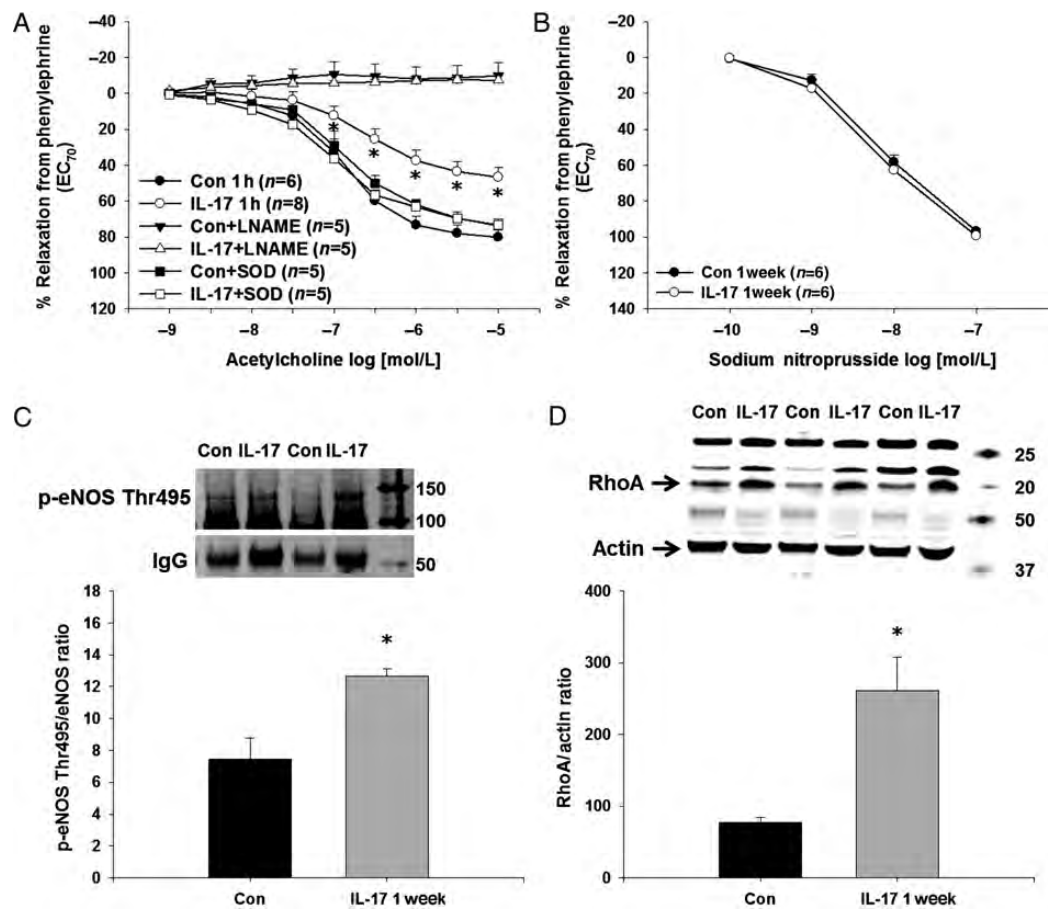 A
% Relaxation from phenylephrine
(EC70)
–40
–20
0
20
40
60
80
100
120
*
*
*
*
*
Con 1h (n=6)
IL-17 1h (n=8)
Con+LNAME (n=5)
IL-17+LNAME (n=5)
Con+SOD (n=5)
IL-17+SOD (n=5)
–9 –8 –7 –6 –5
Acetylcholine log [mol/L]
B
% Relaxation from phenylephrine
(EC70)
–20
0
20
40
60
80
100
120
140
Con 1week (n=6)
IL-17 1week (n=6)
–10 –9 –8 –7
Sodium nitroprusside log [mol/L]
C
Con IL-17 Con IL-17
p-eNOS Thr495
150
100
IgG
50
p-eNOS Thr495/eNOS ratio
18
16
14
12
10
8
6
4
2
0
*
Con IL-17 1 week
D
Con IL-17 Con IL-17 Con IL-17
25
RhoA
20
50
Actin
37
RhoA/actin ratio
400
300
200
100
0
*
Con IL-17 1 week